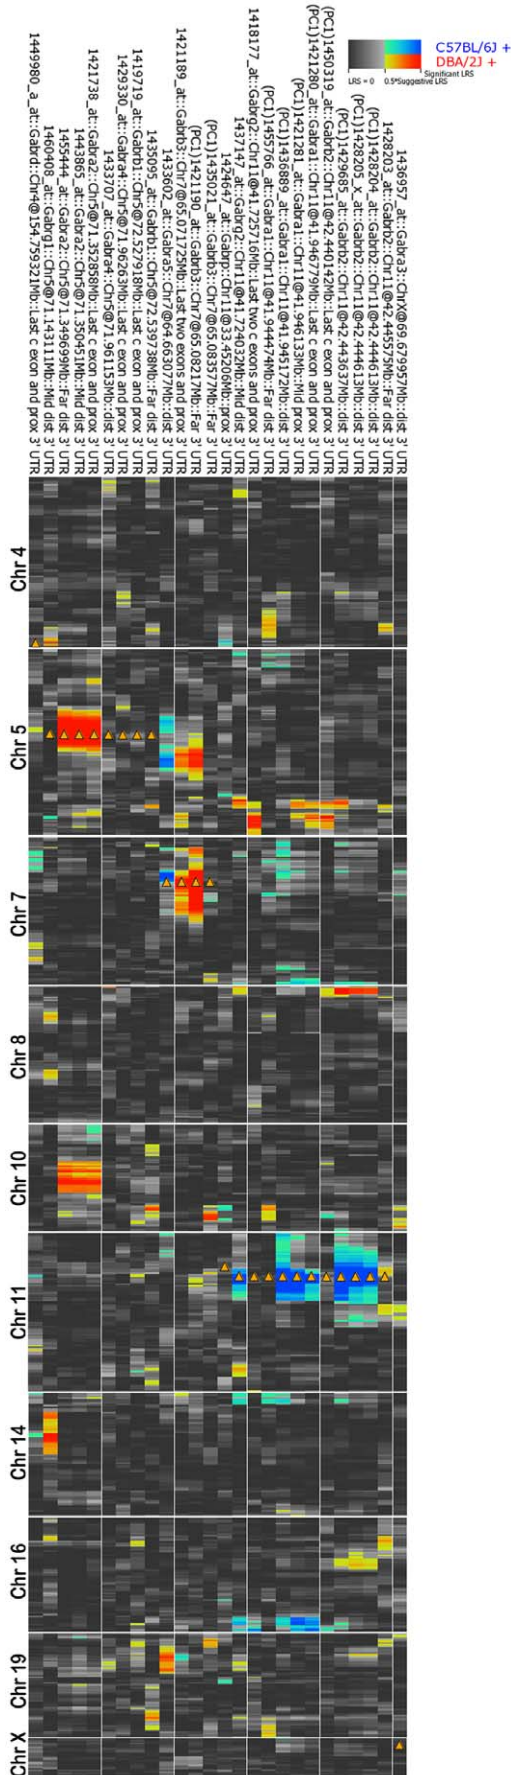 C57BL/6J +
DBA/2J +
Significant LRS
LRS = 0 0.5*Suggestive LRS
1449980_a_at::Gabrd::Chr4@154.759321Mb::Last c exon and prox 3' UTR
1460408_at::Gabrg1::Chr5@71.143111Mb::Mid dist 3' UTR
1455444_at::Gabra2::Chr5@71.349699Mb::Far dist 3' UTR
1443865_at::Gabra2::Chr5@71.350451Mb::Mid dist 3' UTR
1421738_at::Gabra2::Chr5@71.352858Mb::Last c exon and prox 3' UTR
1433707_at::Gabra4::Chr5@71.961153Mb::dist 3' UTR
1429330_at::Gabra4::Chr5@71.96263Mb::Last c exon and prox 3' UTR
1419719_at::Gabrb1::Chr5@72.527918Mb::Last c exon and prox 3' UTR
1435095_at::Gabrb1::Chr5@72.539738Mb::Far dist 3' UTR
1433602_at::Gabra5::Chr7@64.663077Mb::dist 3' UTR
1421189_at::Gabrb3::Chr7@65.071725Mb::Last two exons and prox 3' UTR
(PC1)1421190_at::Gabrb3::Chr7@65.08217Mb::Far 3' UTR
(PC1)1435021_at::Gabrb3::Chr7@65.083577Mb::Far 3' UTR
1424647_at::Gabrp::Chr11@33.45206Mb::prox 3' UTR
1437147_at::Gabrg2::Chr11@41.724032Mb::Mid dist 3' UTR
1418177_at::Gabrg2::Chr11@41.725716Mb::Last two c exons and prox 3' UTR
(PC1)1455766_at::Gabra1::Chr11@41.944474Mb::Far dist 3' UTR
(PC1)1436889_at::Gabra1::Chr11@41.945172Mb::dist 3' UTR
(PC1)1421281_at::Gabra1::Chr11@41.946133Mb::Mid prox 3' UTR
(PC1)1421280_at::Gabra1::Chr11@41.946779Mb::Last c exon and prox 3' UTR
(PC1)1450319_at::Gabrb2::Chr11@42.440142Mb::Last c exon and prox 3' UTR
(PC1)1429685_at::Gabrb2::Chr11@42.443637Mb::dist 3' UTR
(PC1)1428205_x_at::Gabrb2::Chr11@42.444613Mb::dist 3' UTR
(PC1)1428204_at::Gabrb2::Chr11@42.444613Mb::dist 3' UTR
1428203_at::Gabrb2::Chr11@42.445575Mb::Far dist 3' UTR
1436957_at::Gabra3::ChrX@69.679957Mb::dist 3' UTR
Chr 4
Chr 5
Chr 7
Chr 8
Chr 10
Chr 11
Chr 14
Chr 16
Chr 19
Chr X